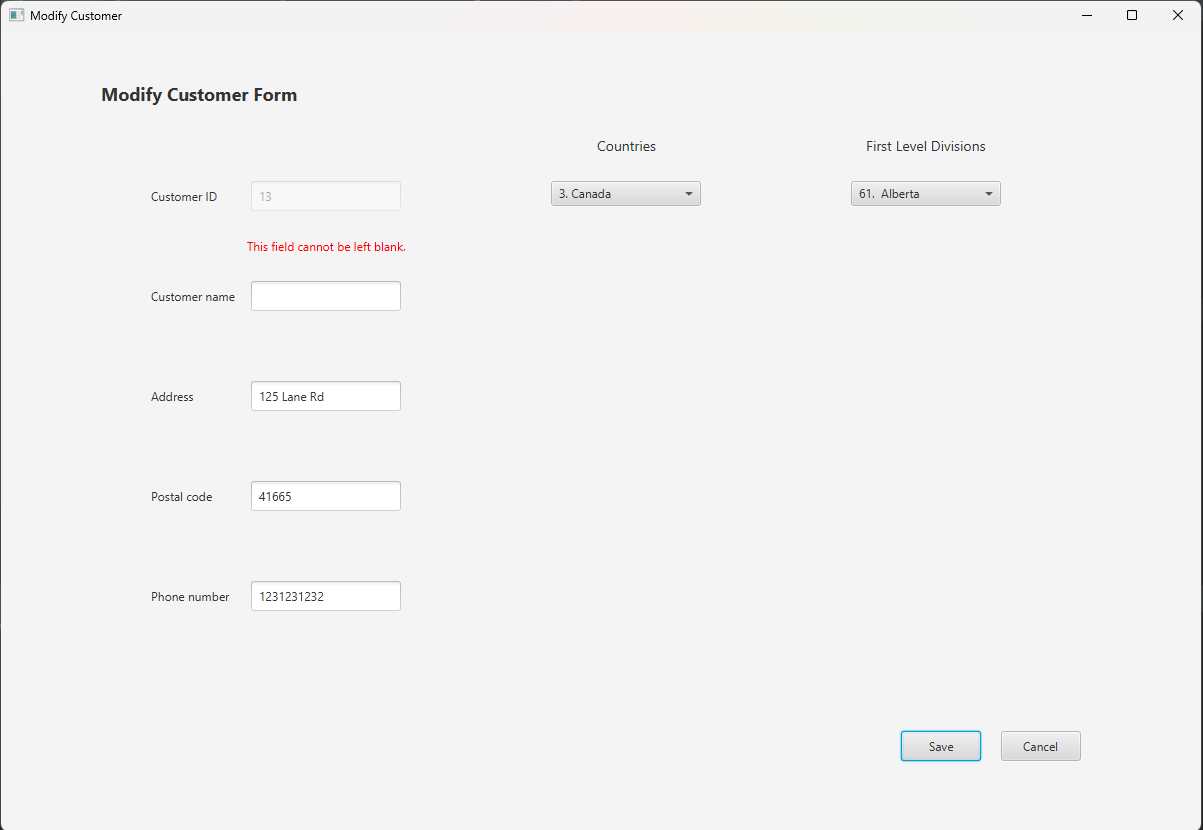 Modify Customer
Modify Customer Form
Countries
First Level Divisions
Customer ID
13
3. Canada
61.  Alberta
This field cannot be left blank.
Customer name
Address
125 Lane Rd
Postal code
41665
Phone number
1231231232
Save
Cancel